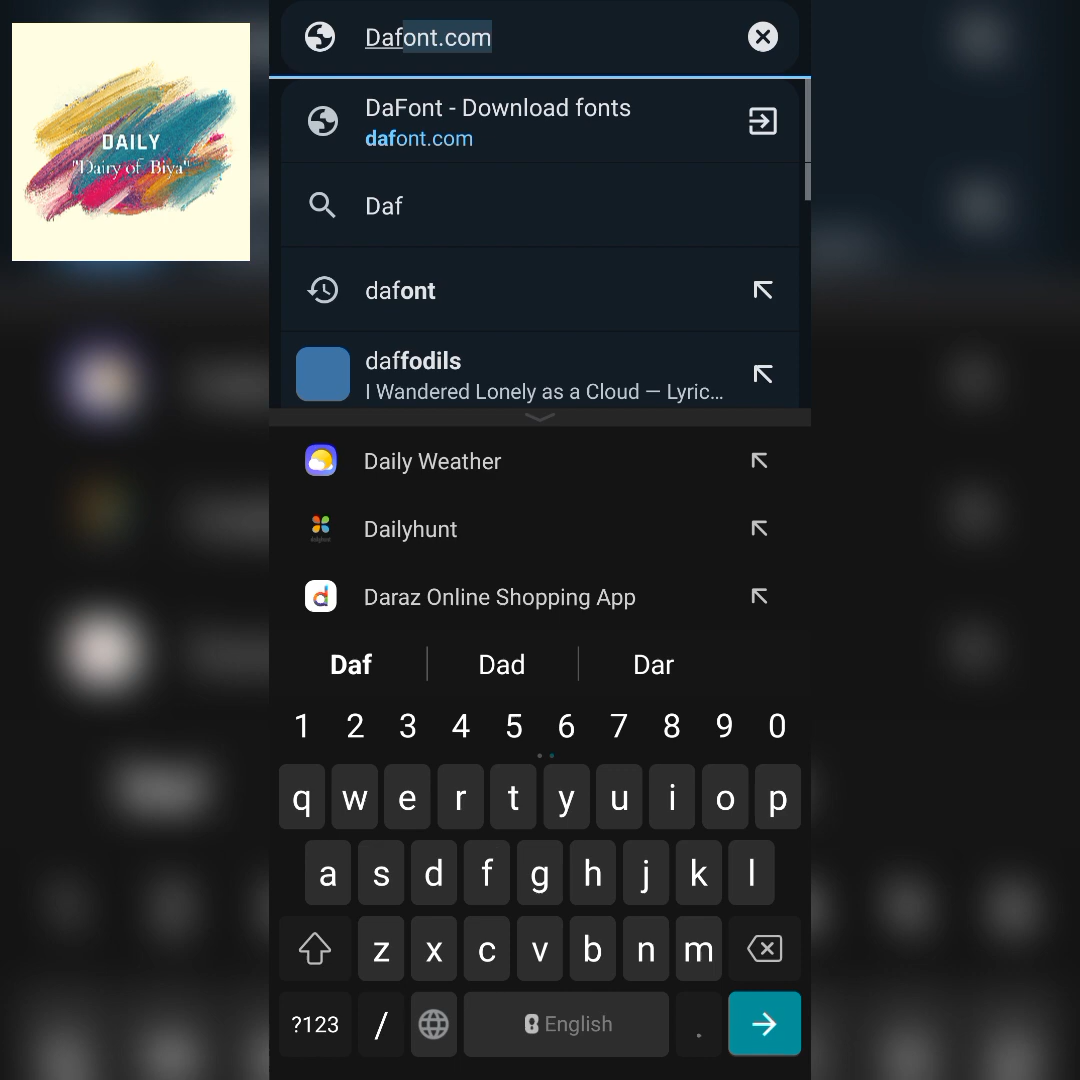 DAILY
"Dairy of Biya"
Dafont.com
DaFont - Download fonts
dafont.com
Daf
dafont
daffodils
I Wandered Lonely as a Cloud — Lyric...
Daily Weather
Dailyhunt
Daraz Online Shopping App
Daf Dad Dar
1 2 3 4 5 6 7 8 9 0
q w e r t y u i o p
a s d f g h j k l
z x c v b n m
?123 / English .